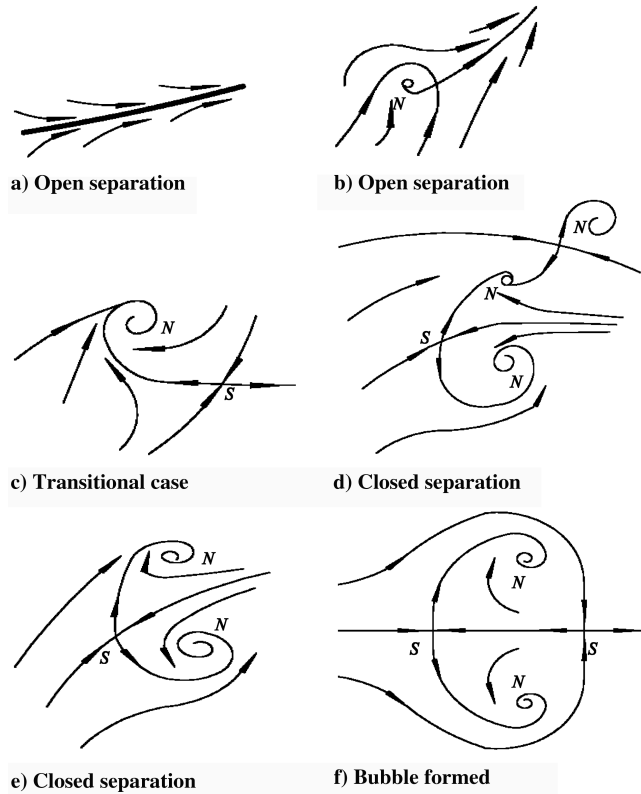 N
a) Open separation
b) Open separation
N
N
N
S
S
N
c) Transitional case
d) Closed separation
N
N
N
S
S
S
N
e) Closed separation
f) Bubble formed